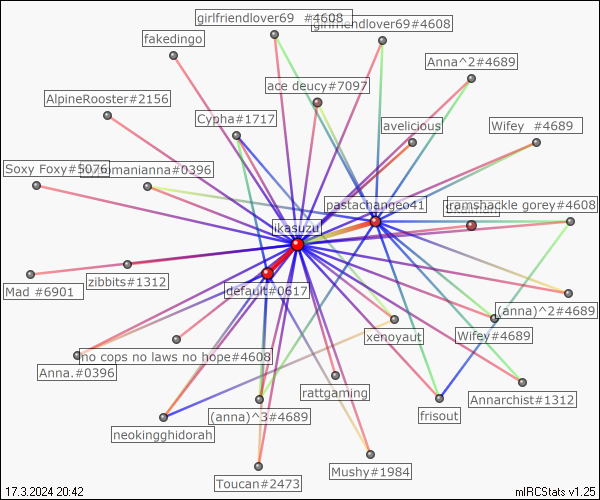 girlfriendlover69 #4608
girlfriendlover69#4608
fakedingo
Anna^2#4689
ace deucy#7097
AlpineRooster#2156
Cypha#1717
avelicious
Wifey #4689
Soxy Foxy#5076
manianna#0396
pastachangeo41
ramshackle gorey#4608
ikasuzu
Mad #6901
zibbits#1312
default#0617
(anna)^2#4689
xenoyaut
Wifey#4689
no cops no laws no hope#4608
Anna.#0396
rattgaming
Annarchist#1312
(anna)^3#4689
frisout
neokingghidorah
Toucan#2473
Mushy#1984
17.3.2024 20:42
mIRCStats v1.25